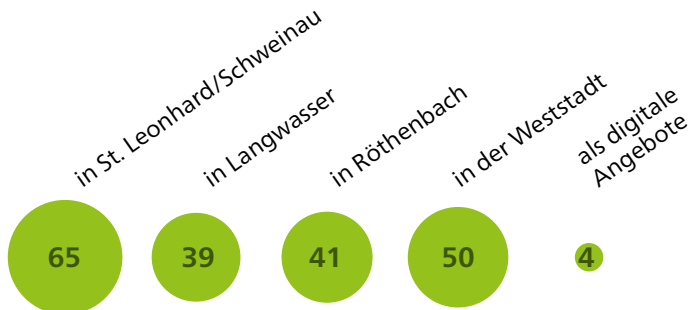 in St. Leonhard/Schweinau
in Langwasser
in Röthenbach
in der Weststadt
als digitale
Angebote
65
39
41
50
4